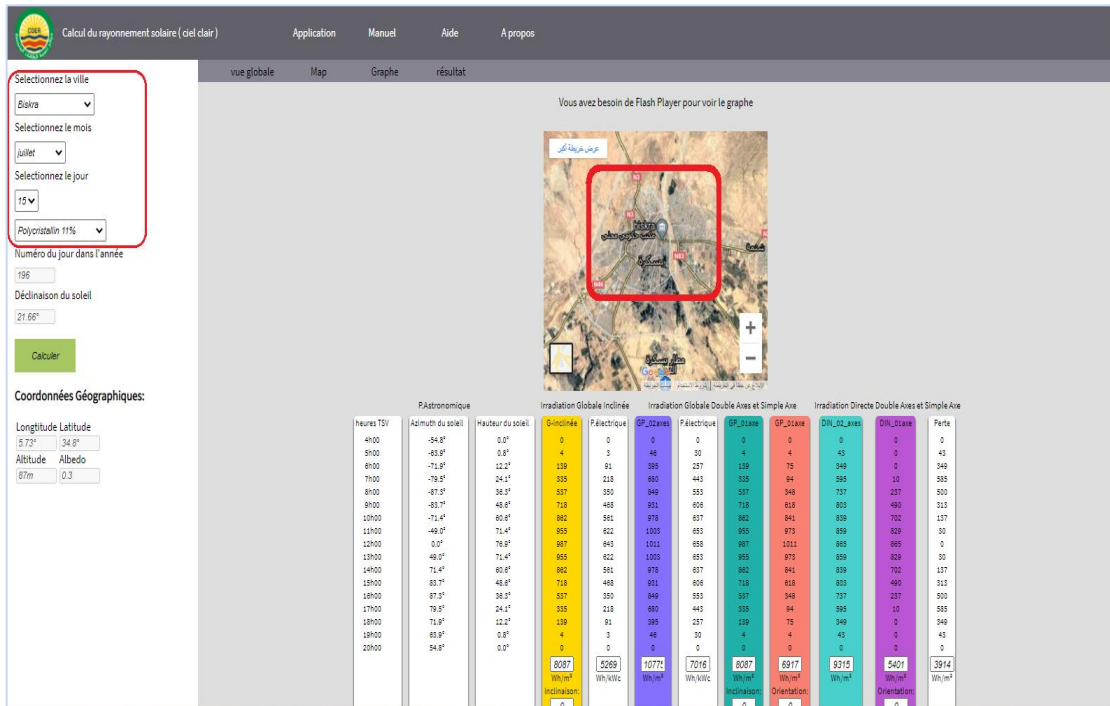 CDER
Calcul du rayonnement solaire ( ciel clair ) Application Manuel Aide A propos
vue globale Map Graphe résultat
Selectionnez la ville
Biskra
Selectionnez le mois
juillet
Selectionnez le jour
15
Polycristallin 11%
Numéro du jour dans l'année
196
Déclinaison du soleil
21.66°
Calculer
Coordonnées Géographiques:
Longtitude Latitude
5.73° 34.8°
Altitude Albedo
87m 0.3
Vous avez besoin de Flash Player pour voir le graphe
عرض خريطة أكبر
N3
N3
biskra
مكتب حكومي محلي
بسكرة
N83
N46
شتمة
مطار بسكرة
+
−
P.Astronomique Irradiation Globale Inclinée Irradiation Globale Double Axes et Simple Axe Irradiation Directe Double Axes et Simple Axe
heures TSV Azimuth du soleil Hauteur du soleil G-inclinée P.électrique GP_02axes P.électrique GP_01axe GP_01axe DIN_02_axes DIN_01axe Perte
4h00 -54.8° 0.0° 0 0 0 0 0 0 0 0 0
5h00 -63.9° 0.8° 4 3 46 30 4 4 43 0 43
6h00 -71.9° 12.2° 139 91 395 257 139 75 349 0 349
7h00 -79.5° 24.1° 335 218 680 443 335 94 595 10 585
8h00 -87.3° 36.3° 537 350 849 553 537 348 737 237 500
9h00 -83.7° 48.6° 718 468 931 606 718 618 803 490 313
10h00 -71.4° 60.6° 862 561 978 637 862 841 839 702 137
11h00 -49.0° 71.4° 955 622 1003 653 955 973 859 829 30
12h00 0.0° 76.9° 987 643 1011 658 987 1011 865 865 0
13h00 49.0° 71.4° 955 622 1003 653 955 973 859 829 30
14h00 71.4° 60.6° 862 561 978 637 862 841 839 702 137
15h00 83.7° 48.6° 718 468 931 606 718 618 803 490 313
16h00 87.3° 36.3° 537 350 849 553 537 348 737 237 500
17h00 79.5° 24.1° 335 218 680 443 335 94 595 10 585
18h00 71.9° 12.2° 139 91 395 257 139 75 349 0 349
19h00 63.9° 0.8° 4 3 46 30 4 4 43 0 43
20h00 54.8° 0.0° 0 0 0 0 0 0 0 0 0
8087 5269 1077 7016 8087 6917 9315 5401 3914
Wh/m² Wh/kWc Wh/m² Wh/kWc Wh/m² Wh/m² Wh/m² Wh/m² Wh/m²
Inclinaison: Inclinaison: Orientation: Orientation:
0 0 0 0